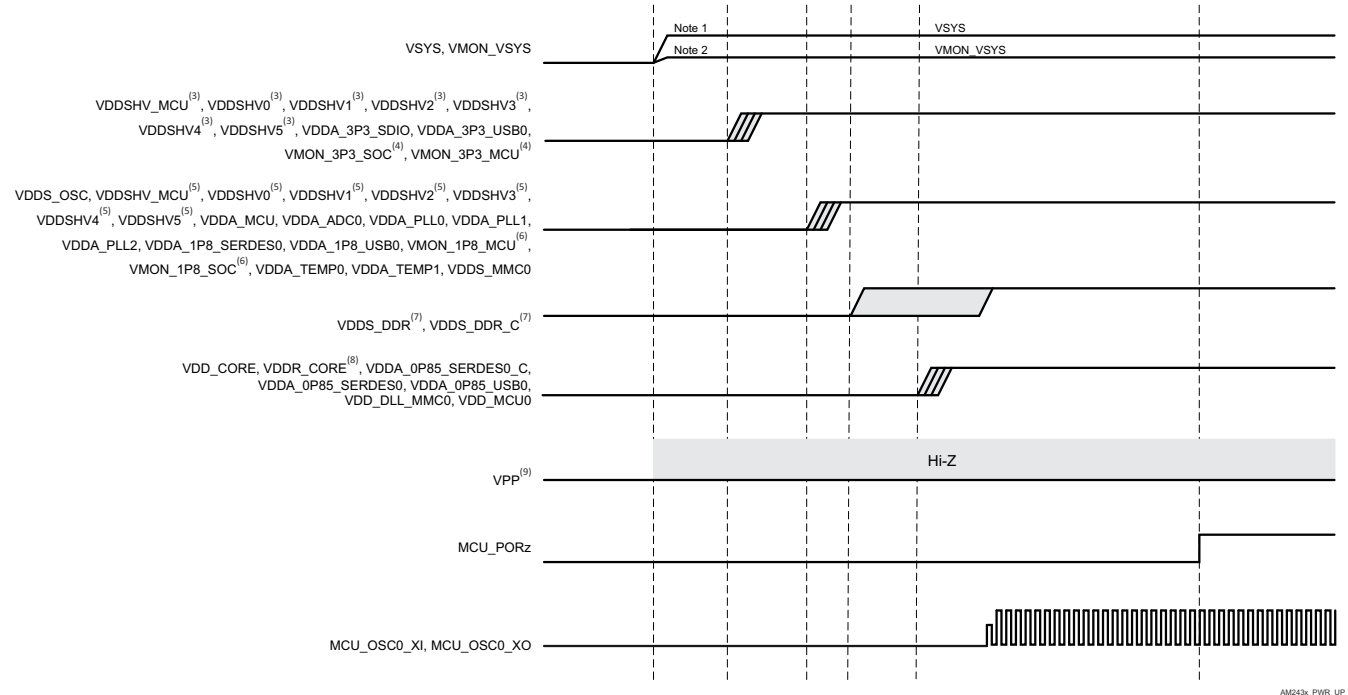 Note 1
VSYS
VSYS, VMON_VSYS
Note 2
VMON_VSYS
VDDSHV_MCU(3), VDDSHV0(3), VDDSHV1(3), VDDSHV2(3), VDDSHV3(3),
VDDSHV4(3), VDDSHV5(3), VDDA_3P3_SDIO, VDDA_3P3_USB0,
VMON_3P3_SOC(4), VMON_3P3_MCU(4)
VDDS_OSC, VDDSHV_MCU(5), VDDSHV0(5), VDDSHV1(5), VDDSHV2(5), VDDSHV3(5),
VDDSHV4(5), VDDSHV5(5), VDDA_MCU, VDDA_ADC0, VDDA_PLL0, VDDA_PLL1,
VDDA_PLL2, VDDA_1P8_SERDES0, VDDA_1P8_USB0, VMON_1P8_MCU(6),
VMON_1P8_SOC(6), VDDA_TEMP0, VDDA_TEMP1, VDDS_MMC0
VDDS_DDR(7), VDDS_DDR_C(7)
VDD_CORE, VDDR_CORE(8), VDDA_0P85_SERDES0_C,
VDDA_0P85_SERDES0, VDDA_0P85_USB0,
VDD_DLL_MMC0, VDD_MCU0
Hi-Z
VPP(9)
MCU_PORz
MCU_OSC0_XI, MCU_OSC0_XO
AM243x_PWR_UP